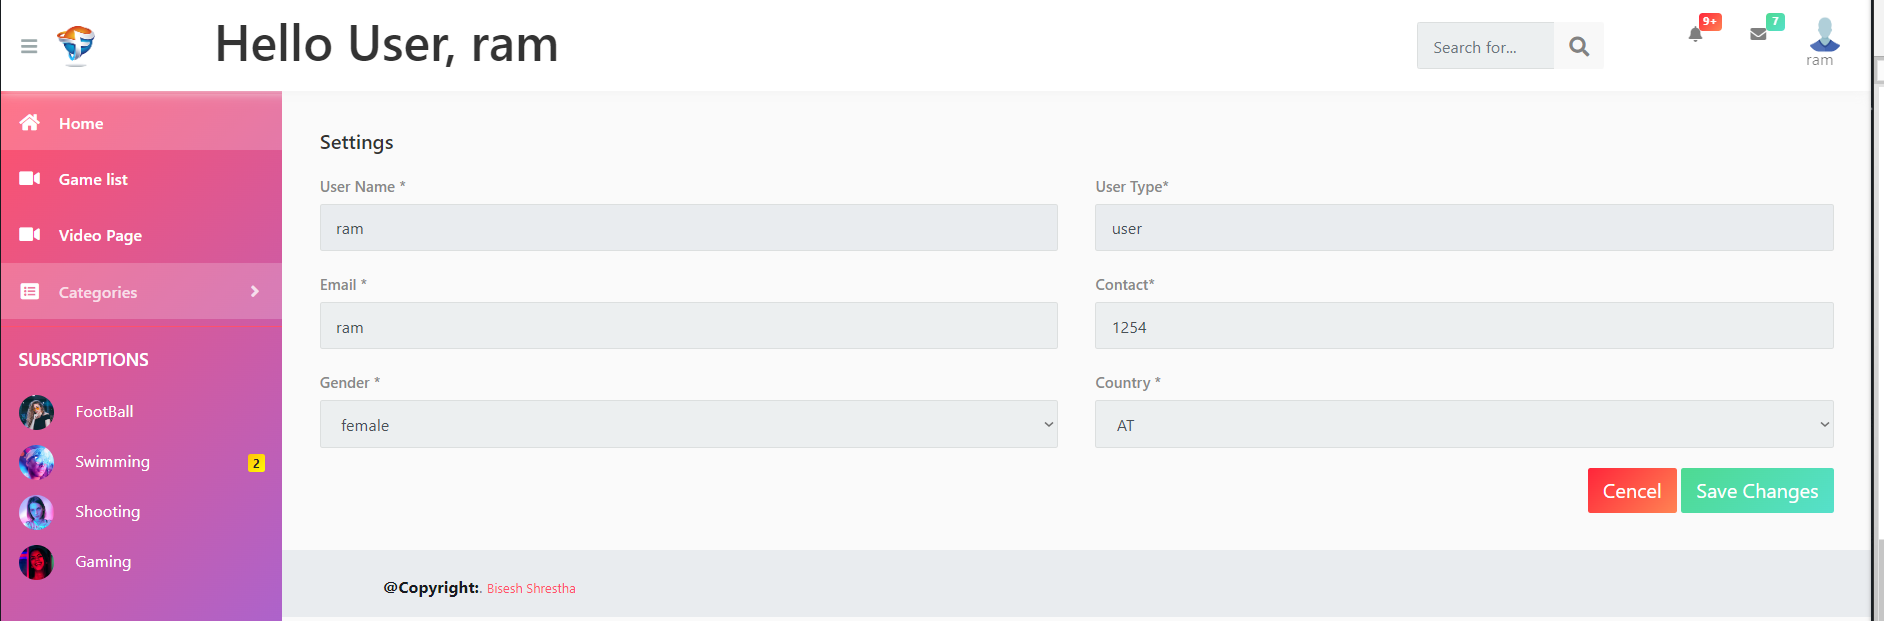 Hello User, ram
Search for...
9+
7
ram
Home
Game list
Video Page
Categories
SUBSCRIPTIONS
FootBall
Swimming
2
Shooting
Gaming
Settings
User Name *
User Type*
ram
user
Email *
Contact*
ram
1254
Gender *
Country *
female
AT
Cencel
Save Changes
@Copyright:. Bisesh Shrestha